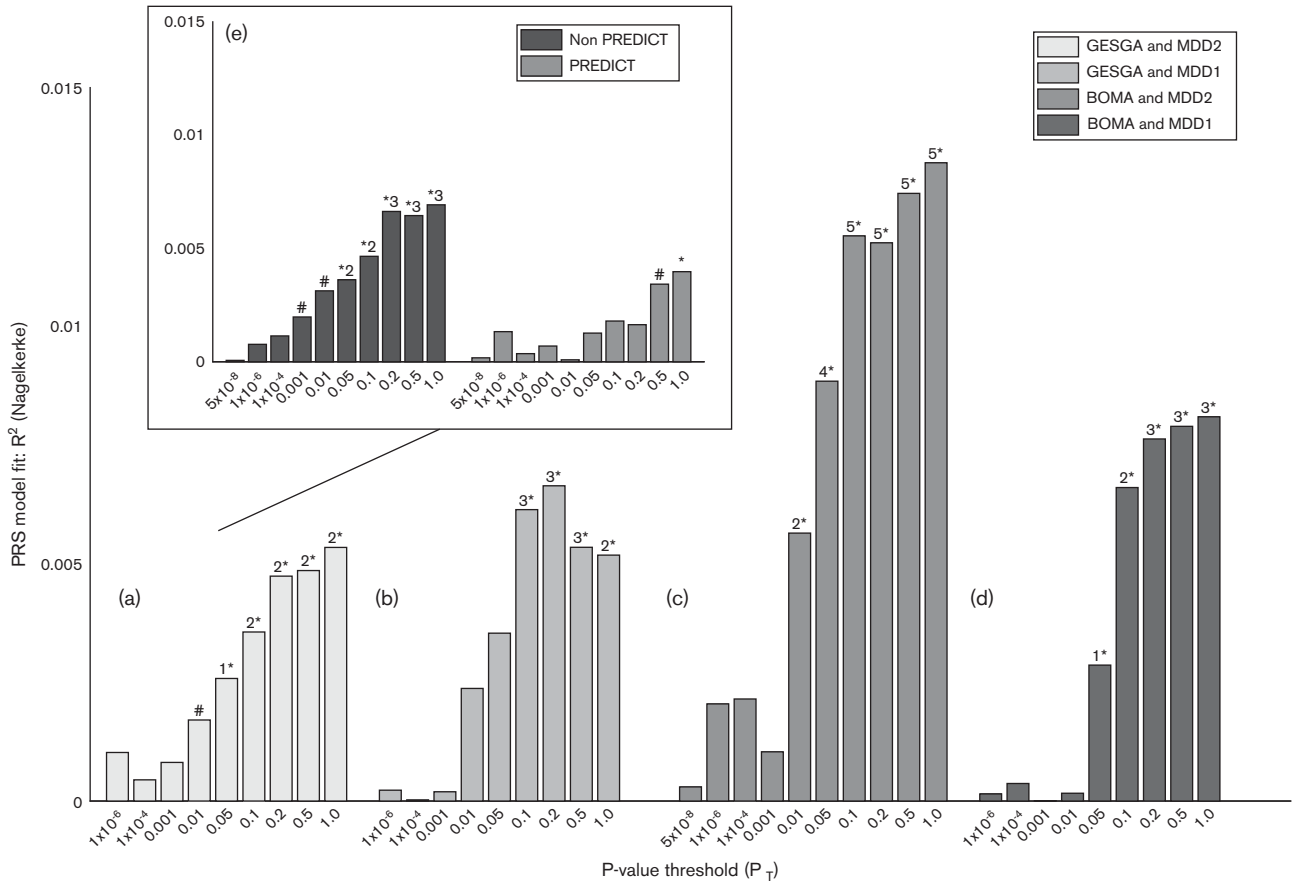 (e)
0.015
0.01
0.005
0
Non PREDICT
PREDICT
# # *2 *2 *3 *3 *3
# *
5x10⁻⁸ 1x10⁻⁶ 1x10⁻⁴ 0.001 0.01 0.05 0.1 0.2 0.5 1.0
5x10⁻⁸ 1x10⁻⁶ 1x10⁻⁴ 0.001 0.01 0.05 0.1 0.2 0.5 1.0
GESGA and MDD2
GESGA and MDD1
BOMA and MDD2
BOMA and MDD1
PRS model fit: R² (Nagelkerke)
0.015
0.01
0.005
0
(a)
# 1* 2* 2* 2* 2*
1x10⁻⁶ 1x10⁻⁴ 0.001 0.01 0.05 0.1 0.2 0.5 1.0
(b)
3* 3* 3* 2*
1x10⁻⁶ 1x10⁻⁴ 0.001 0.01 0.05 0.1 0.2 0.5 1.0
(c)
2* 4* 5* 5* 5* 5*
5x10⁻⁸ 1x10⁻⁶ 1x10⁻⁴ 0.001 0.01 0.05 0.1 0.2 0.5 1.0
(d)
1* 2* 3* 3* 3*
1x10⁻⁶ 1x10⁻⁴ 0.001 0.01 0.05 0.1 0.2 0.5 1.0
P-value threshold (P T)